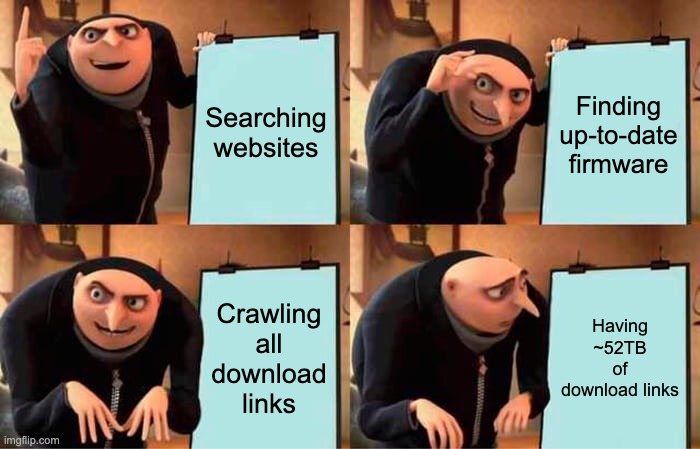 Searching
websites
Finding
up-to-date
firmware
Crawling
all
download
links
Having
~52TB
of
download links
imgflip.com